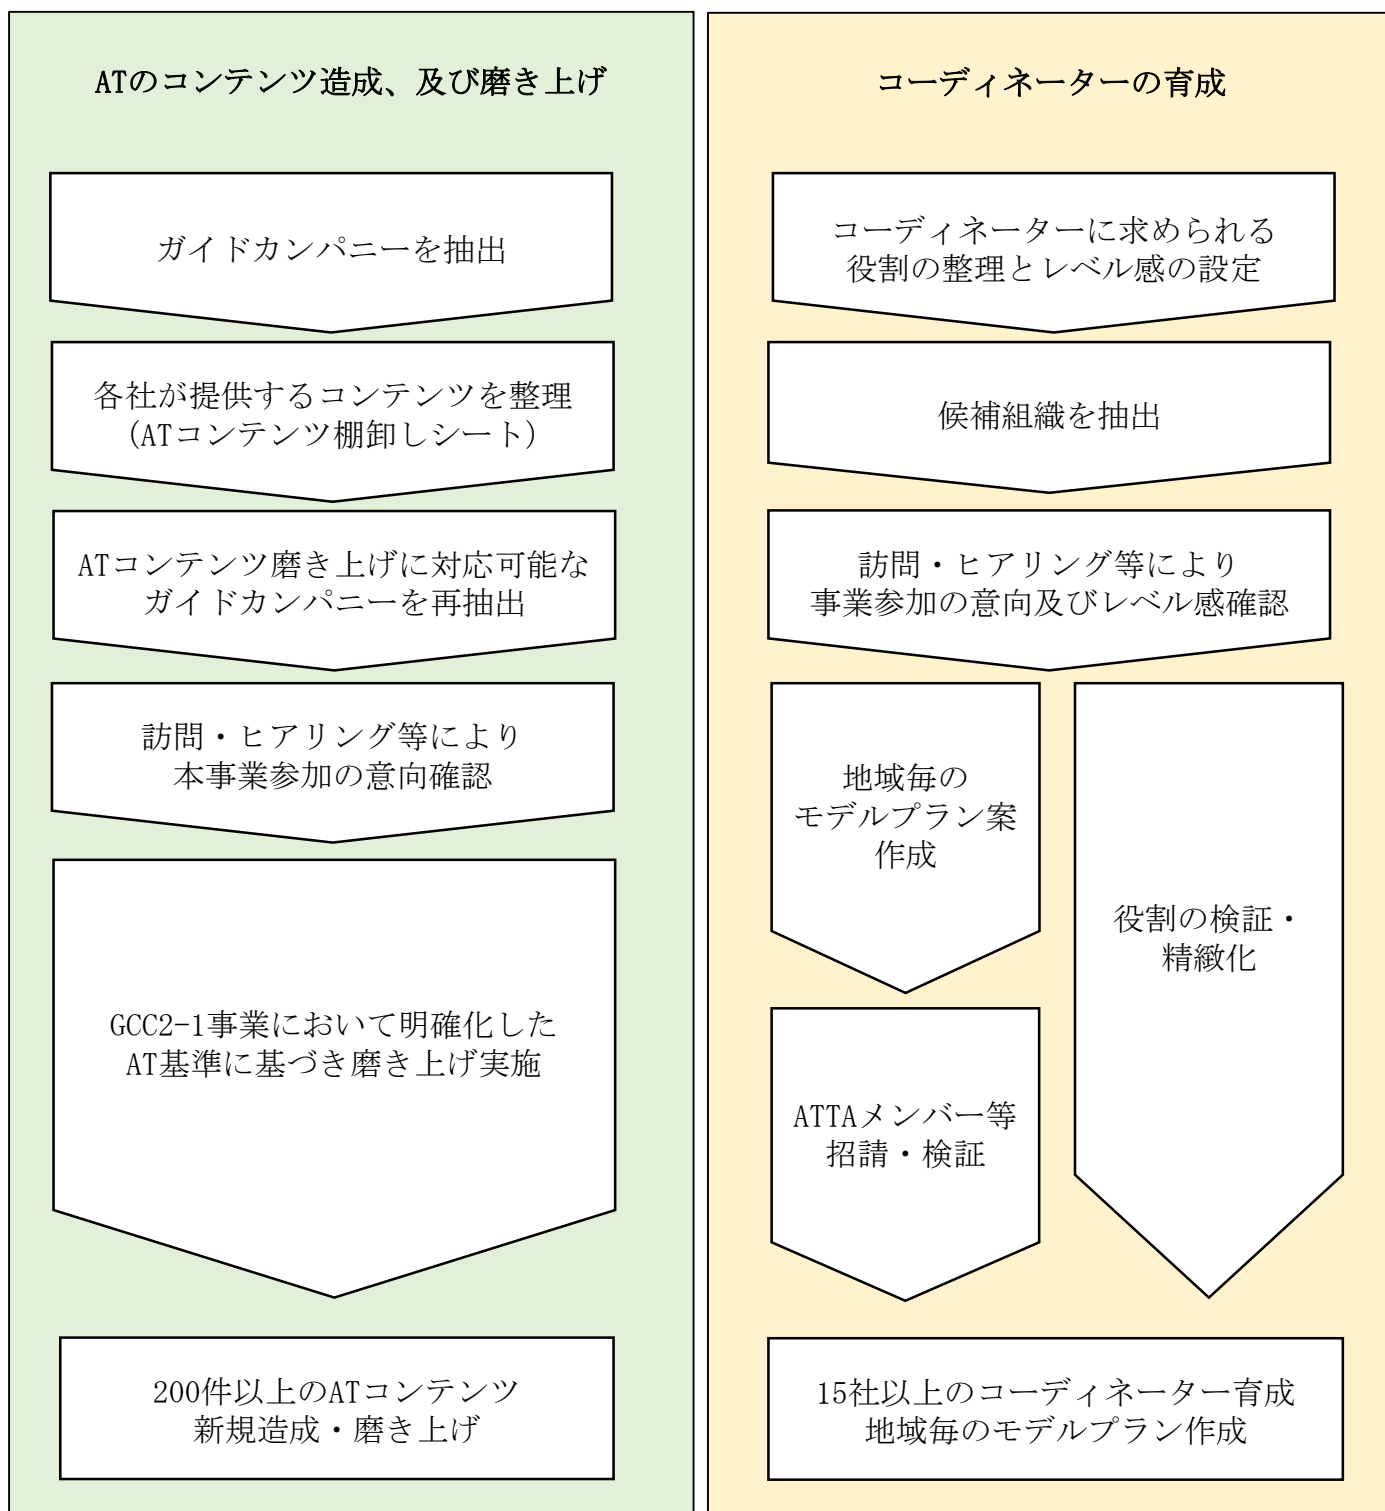 ATのコンテンツ造成、及び磨き上げ
ガイドカンパニーを抽出
各社が提供するコンテンツを整理
(ATコンテンツ棚卸しシート)
ATコンテンツ磨き上げに対応可能な
ガイドカンパニーを再抽出
訪問・ヒアリング等により
本事業参加の意向確認
GCC2-1事業において明確化した
AT基準に基づき磨き上げ実施
200件以上のATコンテンツ
新規造成・磨き上げ
コーディネーターの育成
コーディネーターに求められる
役割の整理とレベル感の設定
候補組織を抽出
訪問・ヒアリング等により
事業参加の意向及びレベル感確認
地域毎の
モデルプラン案
作成
ATTAメンバー等
招請・検証
役割の検証・
精緻化
15社以上のコーディネーター育成
地域毎のモデルプラン作成